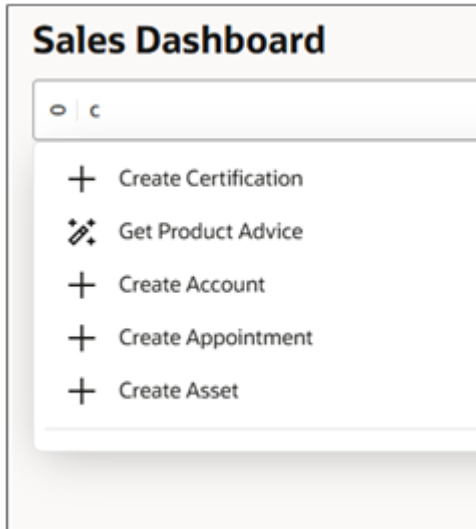 Sales Dashboard
c
Create Certification
Get Product Advice
Create Account
Create Appointment
Create Asset